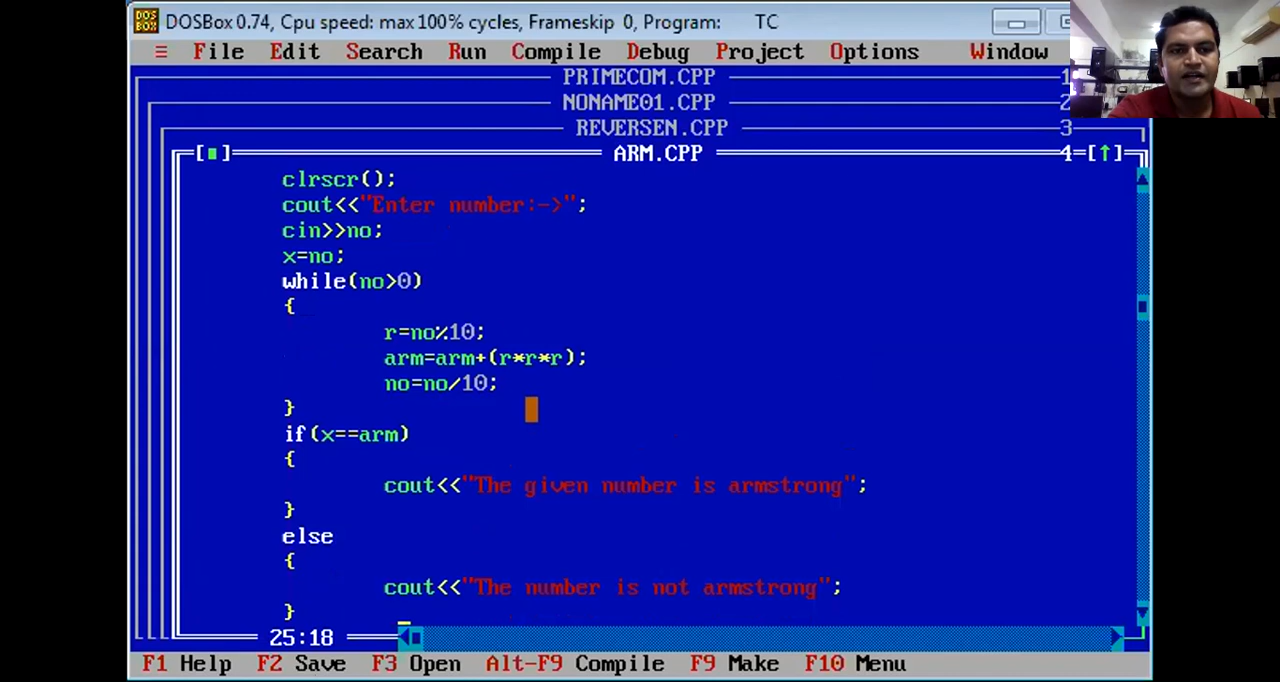 DOSBox 0.74, Cpu speed: max 100% cycles, Frameskip 0, Program: TC
≡ File Edit Search Run Compile Debug Project Options Window
PRIMECOM.CPP 1
NONAME01.CPP 2
REVERSEN.CPP 3
[■] ARM.CPP 4=[↑]
clrscr();
cout<<"Enter number:->";
cin>>no;
x=no;
while(no>0)
{
r=no%10;
arm=arm+(r*r*r);
no=no/10;
}
if(x==arm)
{
cout<<"The given number is armstrong";
}
else
{
cout<<"The number is not armstrong";
}
25:18
F1 Help F2 Save F3 Open Alt-F9 Compile F9 Make F10 Menu